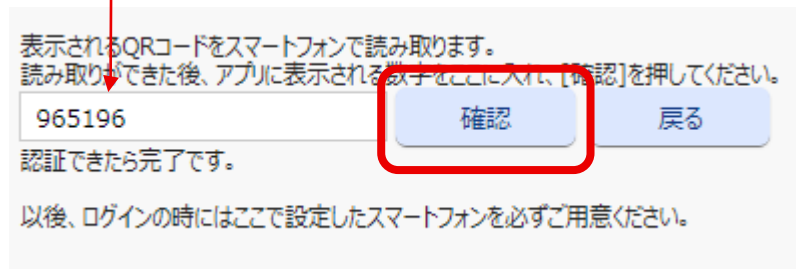 表示されるQRコードをスマートフォンで読み取ります。
読み取りができた後、アプリに表示される数字をここに入れ、[確認]を押してください。
965196
確認
戻る
認証できたら完了です。
以後、ログインの時にはここで設定したスマートフォンを必ずご用意ください。